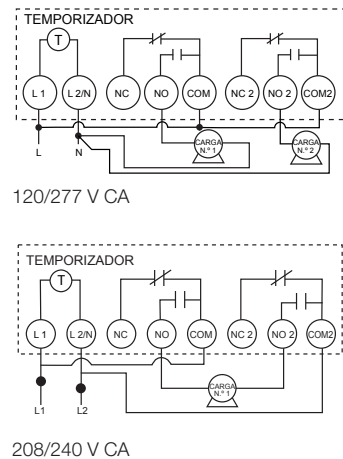 TEMPORIZADOR
T
L 1 L 2/N NC NO COM NC 2 NO 2 COM2
L N CARGA N.º 1 CARGA N.º 2
120/277 V CA
TEMPORIZADOR
T
L 1 L 2/N NC NO COM NC 2 NO 2 COM2
CARGA N.º 1
L1 L2
208/240 V CA